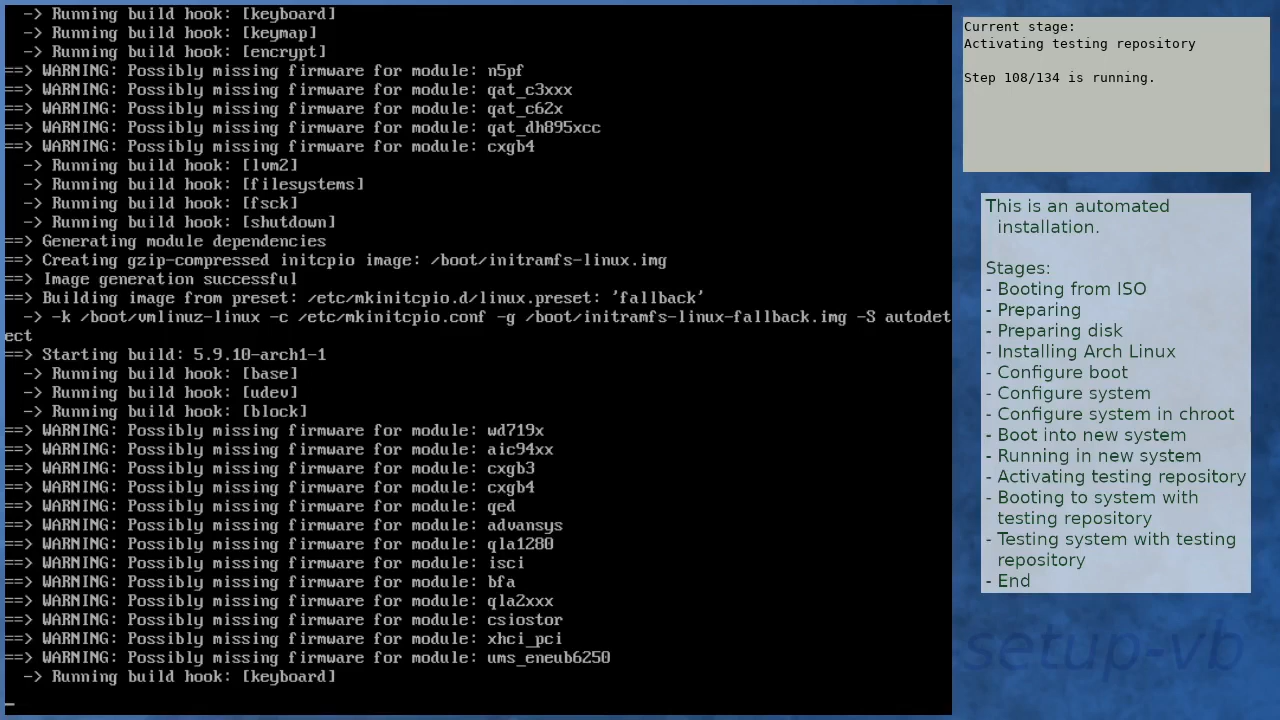 -> Running build hook: [keyboard]
-> Running build hook: [keymap]
-> Running build hook: [encrypt]
==> WARNING: Possibly missing firmware for module: n5pf
==> WARNING: Possibly missing firmware for module: qat_c3xxx
==> WARNING: Possibly missing firmware for module: qat_c62x
==> WARNING: Possibly missing firmware for module: qat_dh895xcc
==> WARNING: Possibly missing firmware for module: cxgb4
-> Running build hook: [lvm2]
-> Running build hook: [filesystems]
-> Running build hook: [fsck]
-> Running build hook: [shutdown]
==> Generating module dependencies
==> Creating gzip-compressed initcpio image: /boot/initramfs-linux.img
==> Image generation successful
==> Building image from preset: /etc/mkinitcpio.d/linux.preset: 'fallback'
-> -k /boot/vmlinuz-linux -c /etc/mkinitcpio.conf -g /boot/initramfs-linux-fallback.img -S autodet
ect
==> Starting build: 5.9.10-arch1-1
-> Running build hook: [base]
-> Running build hook: [udev]
-> Running build hook: [block]
==> WARNING: Possibly missing firmware for module: wd719x
==> WARNING: Possibly missing firmware for module: aic94xx
==> WARNING: Possibly missing firmware for module: cxgb3
==> WARNING: Possibly missing firmware for module: cxgb4
==> WARNING: Possibly missing firmware for module: qed
==> WARNING: Possibly missing firmware for module: advansys
==> WARNING: Possibly missing firmware for module: qla1280
==> WARNING: Possibly missing firmware for module: isci
==> WARNING: Possibly missing firmware for module: bfa
==> WARNING: Possibly missing firmware for module: qla2xxx
==> WARNING: Possibly missing firmware for module: csiostor
==> WARNING: Possibly missing firmware for module: xhci_pci
==> WARNING: Possibly missing firmware for module: ums_eneub6250
-> Running build hook: [keyboard]
Current stage:
Activating testing repository
Step 108/134 is running.
This is an automated
installation.
Stages:
- Booting from ISO
- Preparing
- Preparing disk
- Installing Arch Linux
- Configure boot
- Configure system
- Configure system in chroot
- Boot into new system
- Running in new system
- Activating testing repository
- Booting to system with
testing repository
- Testing system with testing
repository
- End
setup-vb